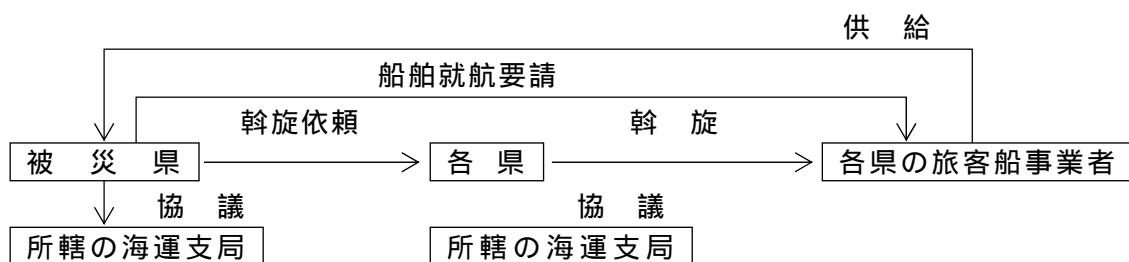 供 給
船舶就航要請
斡旋依頼 斡 旋
被 災 県 各 県 各県の旅客船事業者
協 議 協 議
所轄の海運支局 所轄の海運支局